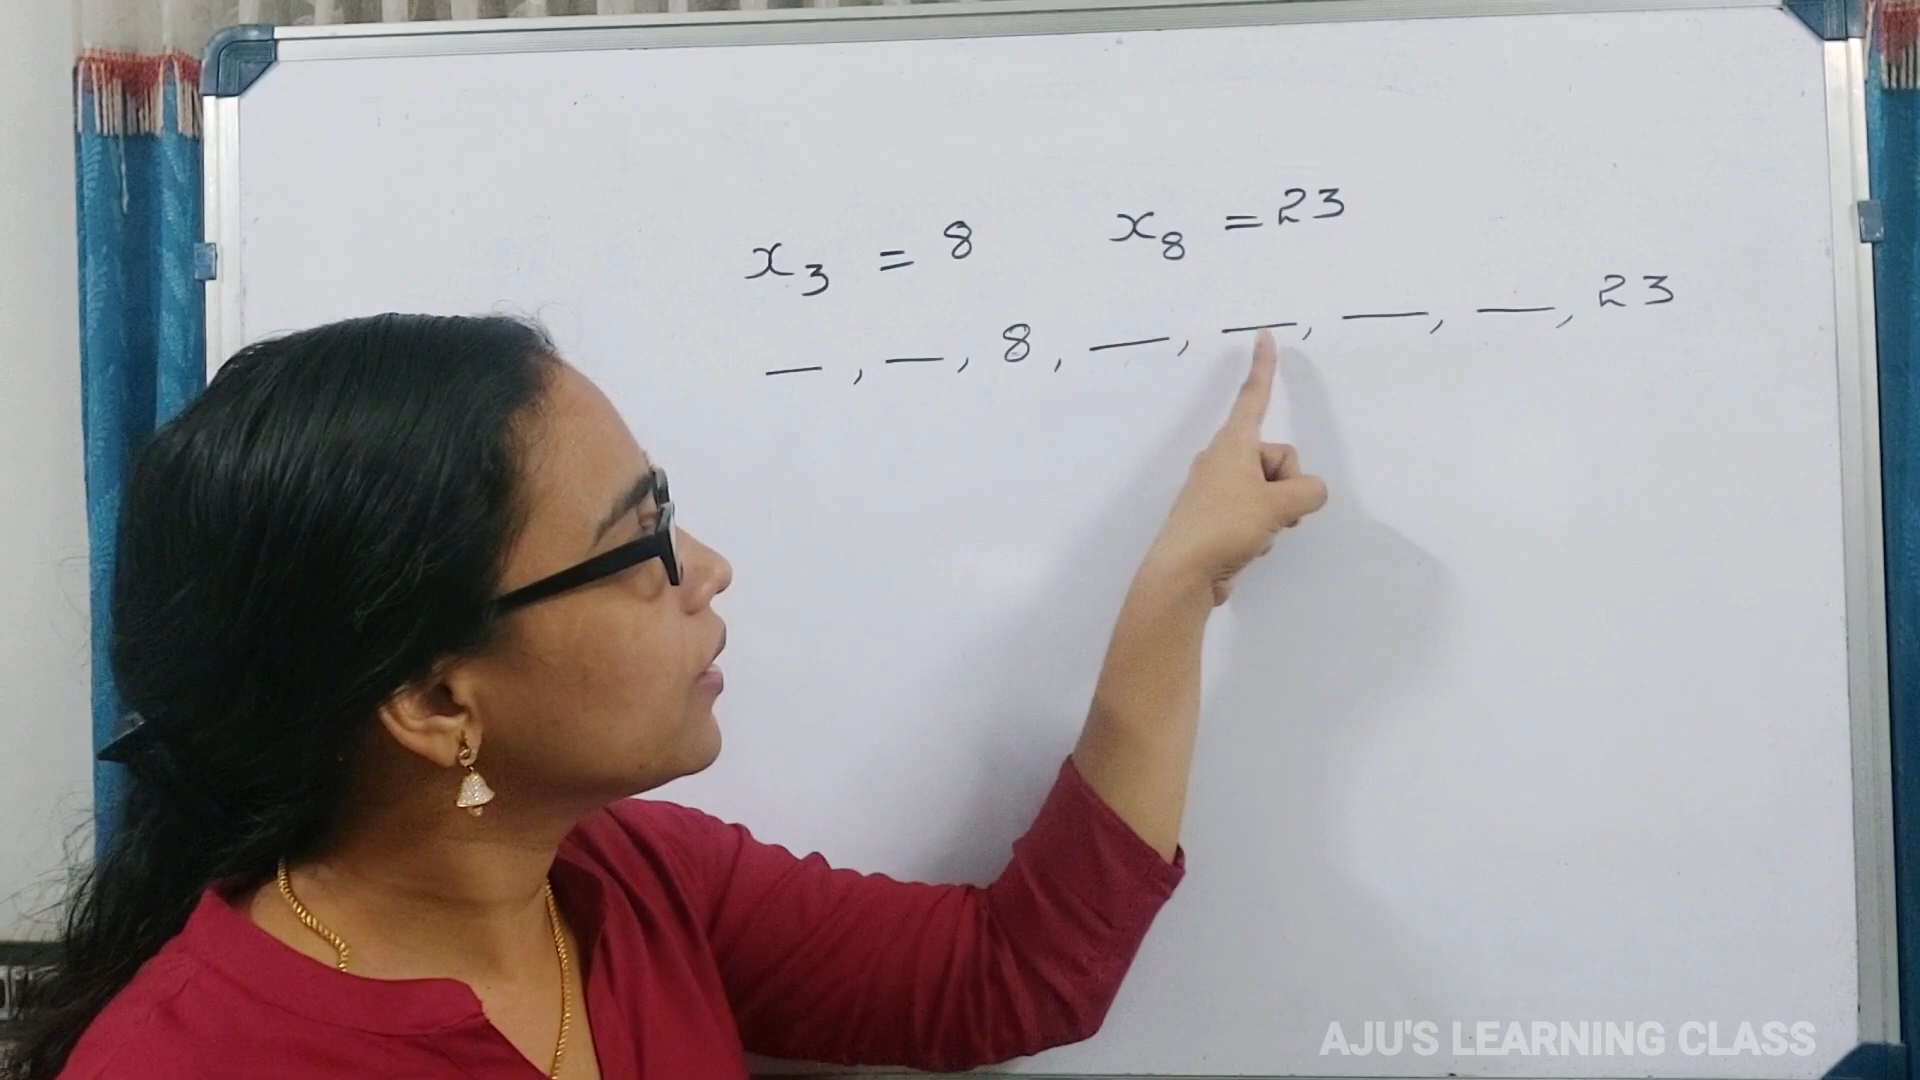 x₃ = 8 x₈ = 23
__ , __ , 8 , __ , __ , __ , __ , 23
AJU'S LEARNING CLASS